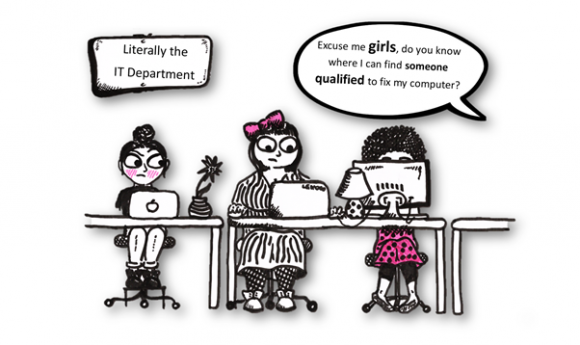 Literally the
IT Department
Excuse me girls, do you know
where I can find someone
qualified to fix my computer?
LENOVO